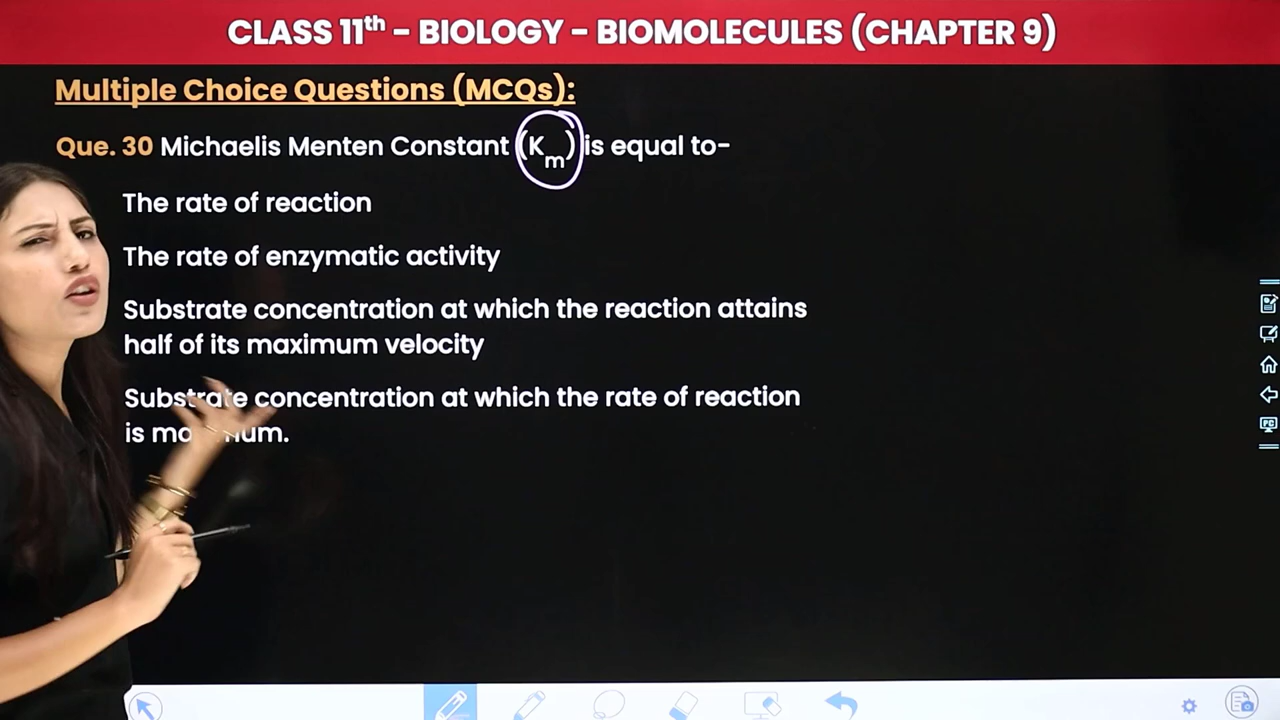 CLASS 11th - BIOLOGY - BIOMOLECULES (CHAPTER 9)
Multiple Choice Questions (MCQs):
Que. 30 Michaelis Menten Constant (Km) is equal to-
The rate of reaction
The rate of enzymatic activity
Substrate concentration at which the reaction attains
half of its maximum velocity
Substrate concentration at which the rate of reaction
is
PC